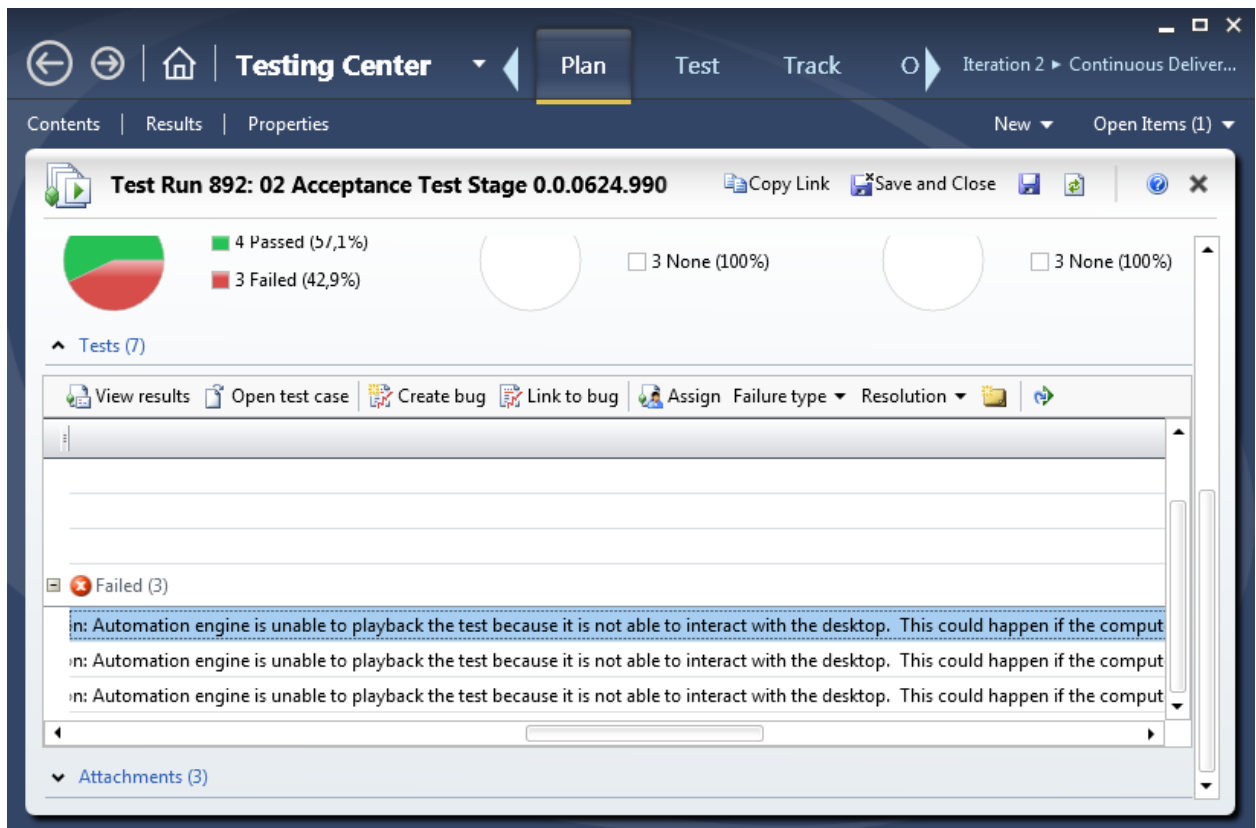 Testing Center
Plan
Test
Track
O
Iteration 2 ► Continuous Deliver...
Contents | Results | Properties
New
Open Items (1)
Test Run 892: 02 Acceptance Test Stage 0.0.0624.990
Copy Link
Save and Close
4 Passed (57,1%)
3 Failed (42,9%)
3 None (100%)
3 None (100%)
Tests (7)
View results
Open test case
Create bug
Link to bug
Assign
Failure type
Resolution
Failed (3)
in: Automation engine is unable to playback the test because it is not able to interact with the desktop. This could happen if the comput
on: Automation engine is unable to playback the test because it is not able to interact with the desktop. This could happen if the comput
on: Automation engine is unable to playback the test because it is not able to interact with the desktop. This could happen if the comput
Attachments (3)